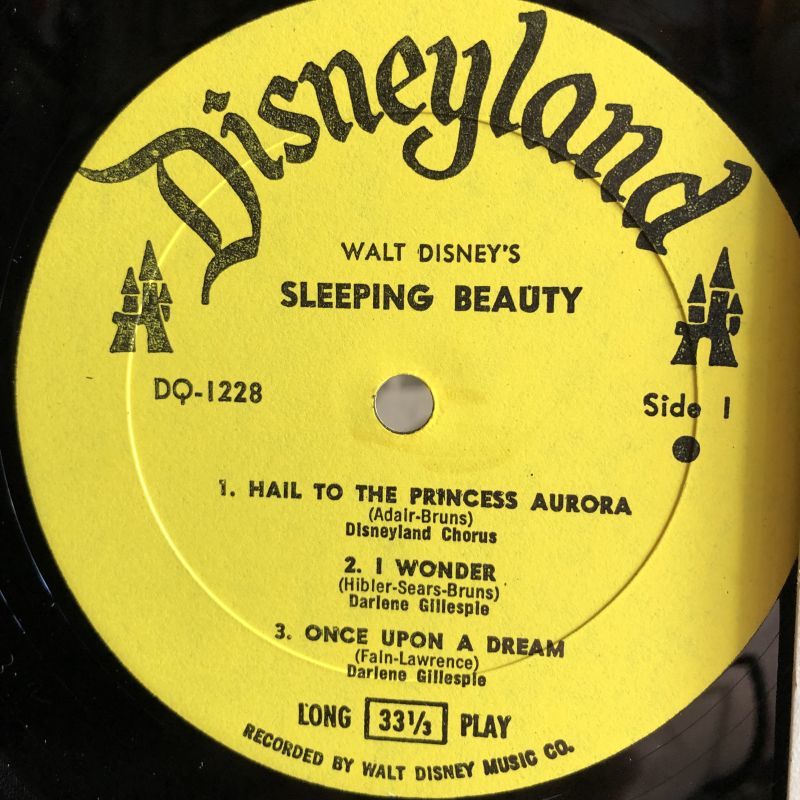 Disneyland
WALT DISNEY'S
SLEEPING BEAUTY
DQ-1228
Side 1
1. HAIL TO THE PRINCESS AURORA
(Adair-Bruns)
Disneyland Chorus
2. I WONDER
(Hibler-Sears-Bruns)
Darlene Gillespie
3. ONCE UPON A DREAM
(Fain-Lawrence)
Darlene Gillespie
LONG 33⅓ PLAY
RECORDED BY WALT DISNEY MUSIC CO.